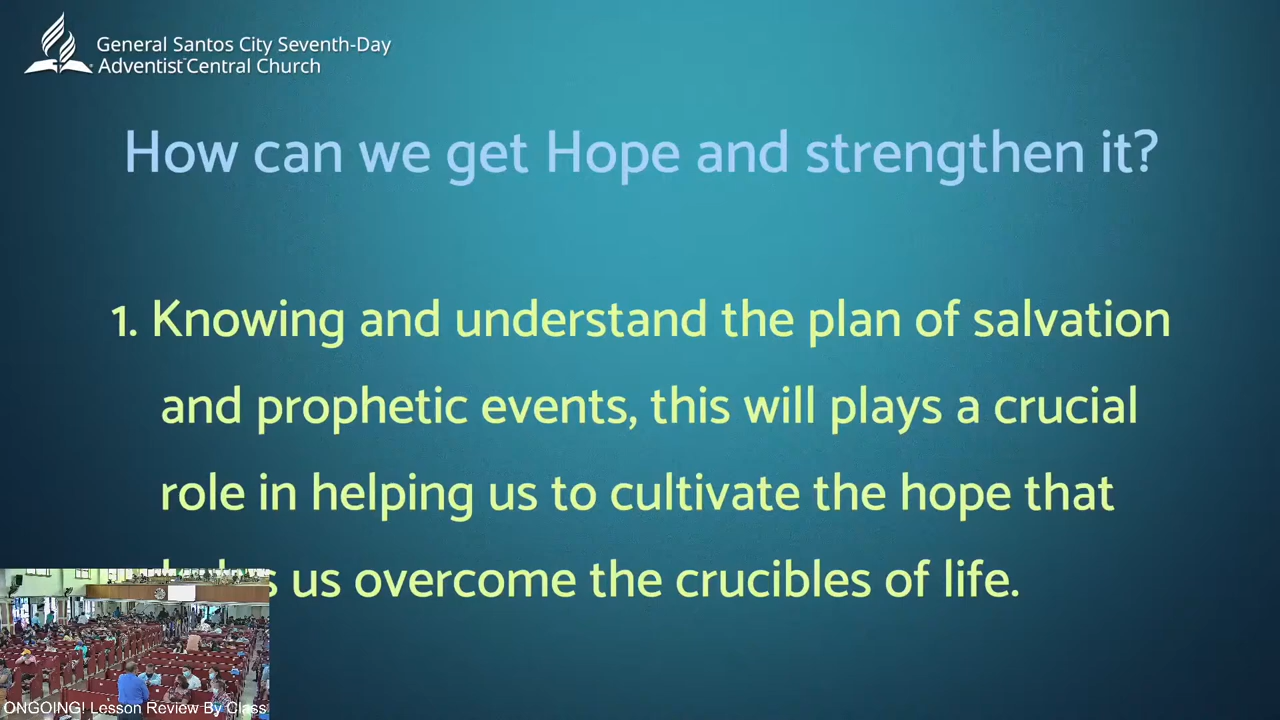 General Santos City Seventh-Day
Adventist Central Church
How can we get Hope and strengthen it?
1. Knowing and understand the plan of salvation
and prophetic events, this will plays a crucial
role in helping us to cultivate the hope that
us overcome the crucibles of life.
ONGOING! Lesson Review By Class